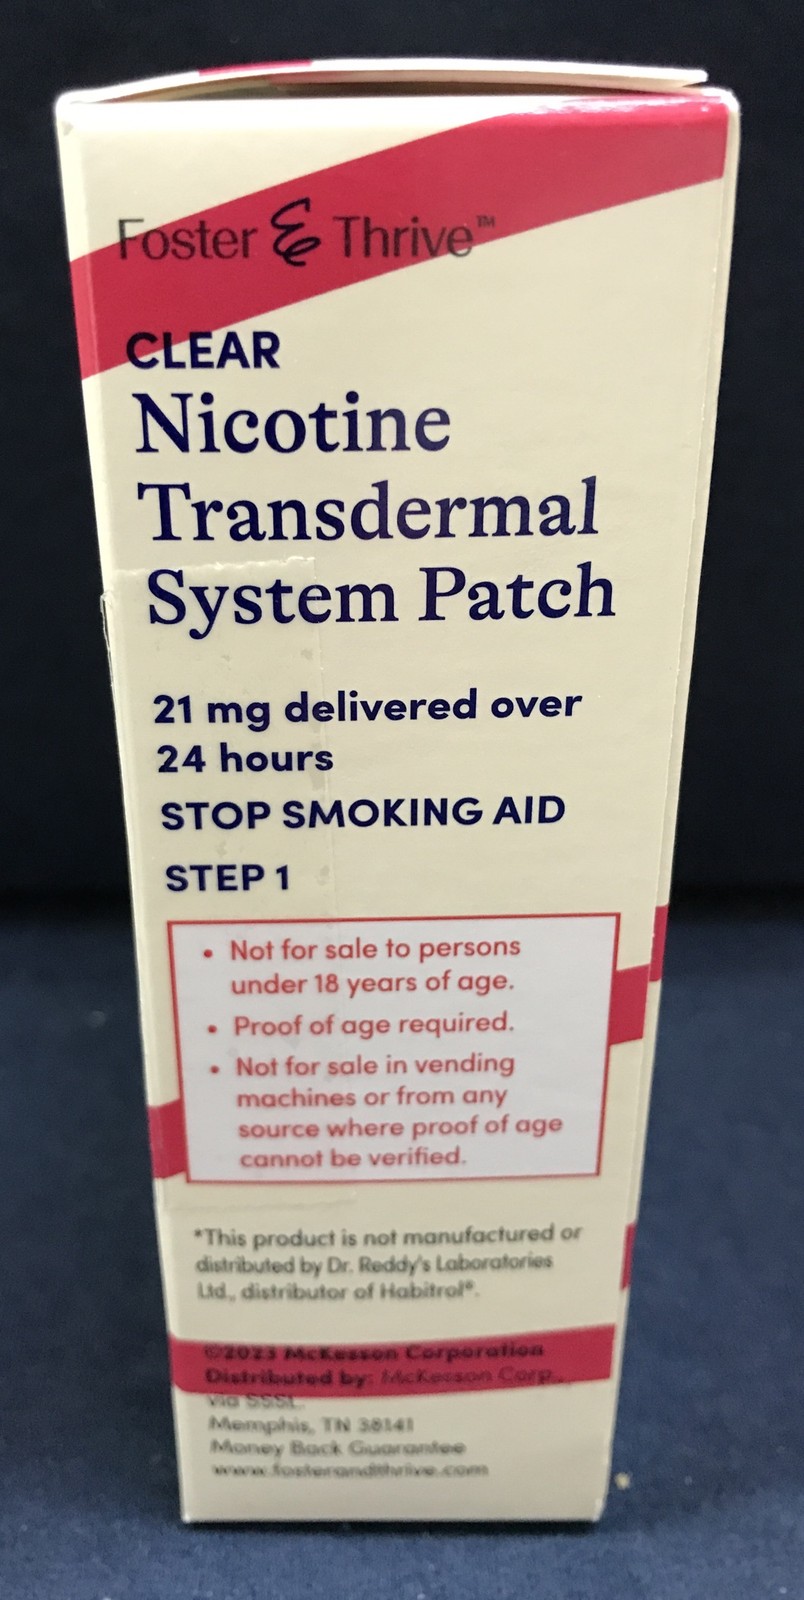 Foster & Thrive™
CLEAR
Nicotine
Transdermal
System Patch
21 mg delivered over
24 hours
STOP SMOKING AID
STEP 1
• Not for sale to persons
under 18 years of age.
• Proof of age required.
• Not for sale in vending
machines or from any
source where proof of age
cannot be verified.
*This product is not manufactured or
distributed by Dr. Reddy's Laboratories
Ltd., distributor of Habitrol®.
©2023 McKesson Corporation
Distributed by: McKesson Corp.,
via SSSL
Memphis, TN 38141
Money Back Guarantee
www.fosterandthrive.com